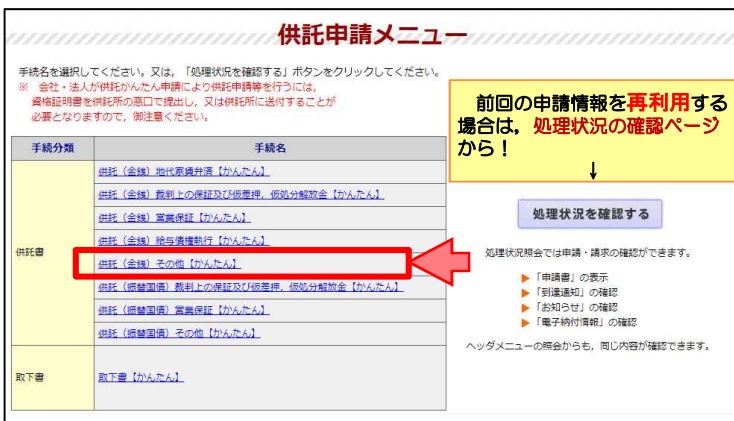 供託申請メニュー
手続名を選択してください。又は，「処理状況を確認する」ボタンをクリックしてください。
※　会社・法人が供託かんたん申請により供託申請等を行うには，
資格証明書を供託所の窓口で提出し，又は供託所に送付することが
必要となりますので，御注意ください。
手続分類
手続名
供託書
供託（金銭）地代家賃弁済【かんたん】
供託（金銭）裁判上の保証及び仮差押，仮処分解放金【かんたん】
供託（金銭）営業保証【かんたん】
供託（金銭）給与債権執行【かんたん】
供託（金銭）その他【かんたん】
供託（振替国債）裁判上の保証及び仮差押，仮処分解放金【かんたん】
供託（振替国債）営業保証【かんたん】
供託（振替国債）その他【かんたん】
取下書
取下書【かんたん】
前回の申請情報を再利用する
場合は，処理状況の確認ページ
から！
↓
処理状況を確認する
処理状況照会では申請・請求の確認ができます。
▶「申請書」の表示
▶「到達通知」の確認
▶「お知らせ」の確認
▶「電子納付情報」の確認
ヘッダメニューの照会からも，同じ内容が確認できます。